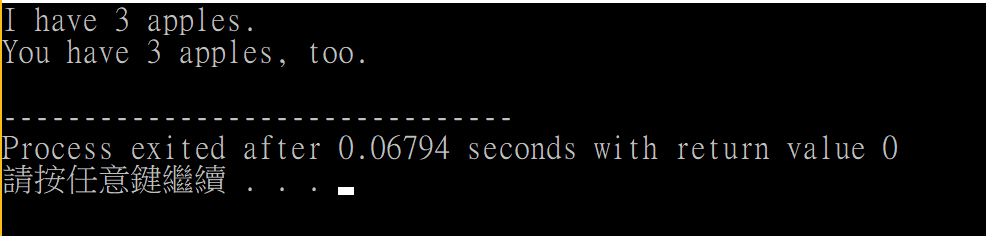 I have 3 apples.
You have 3 apples, too.
--------------------------------
Process exited after 0.06794 seconds with return value 0
請按任意鍵繼續 . . .